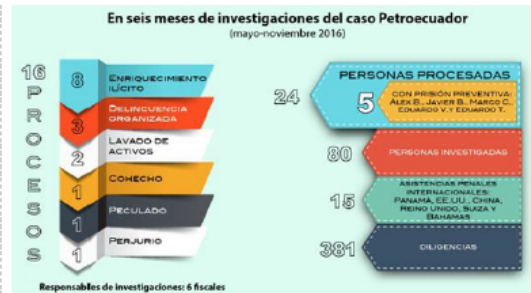 En seis meses de investigaciones del caso Petroecuador
(mayo-noviembre 2016)
16
PROCESOS
8
ENRIQUECIMIENTO
ILÍCITO
3
DELINCUENCIA
ORGANIZADA
2
LAVADO DE
ACTIVOS
1
COHECHO
1
PECULADO
1
PERJURIO
Responsables de investigaciones: 6 fiscales
24
PERSONAS PROCESADAS
5
CON PRISIÓN PREVENTIVA:
ÁLEX B., JAVIER B., MARCO C.,
EDUARDO V. Y EDUARDO T.
80
PERSONAS INVESTIGADAS
15
ASISTENCIAS PENALES
INTERNACIONALES:
PANAMÁ, EE.UU., CHINA,
REINO UNIDO, SUIZA Y
BAHAMAS
381
DILIGENCIAS